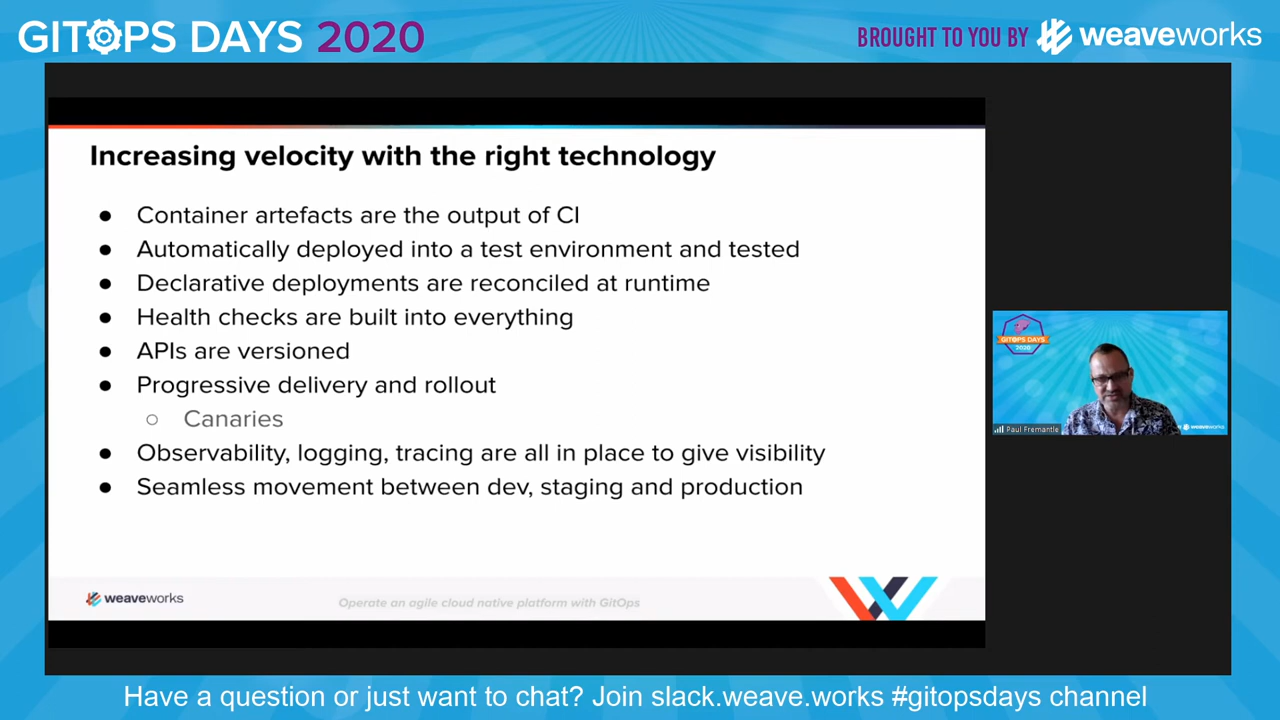 GITOPS DAYS 2020
BROUGHT TO YOU BY weaveworks
Increasing velocity with the right technology
● Container artefacts are the output of CI
● Automatically deployed into a test environment and tested
● Declarative deployments are reconciled at runtime
● Health checks are built into everything
● APIs are versioned
● Progressive delivery and rollout
○ Canaries
● Observability, logging, tracing are all in place to give visibility
● Seamless movement between dev, staging and production
weaveworks
Operate an agile cloud native platform with GitOps
GITOPS DAYS
2020
Paul Fremantle
weaveworks
Have a question or just want to chat? Join slack.weave.works #gitopsdays channel